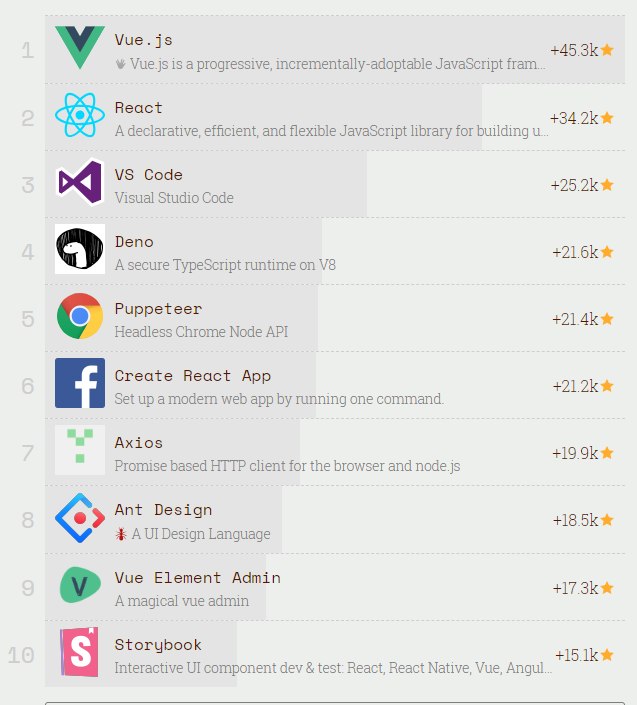 1
Vue.js
🖖 Vue.js is a progressive, incrementally-adoptable JavaScript fram...
+45.3k★
2
React
A declarative, efficient, and flexible JavaScript library for building u...
+34.2k★
3
VS Code
Visual Studio Code
+25.2k★
4
Deno
A secure TypeScript runtime on V8
+21.6k★
5
Puppeteer
Headless Chrome Node API
+21.4k★
6
Create React App
Set up a modern web app by running one command.
+21.2k★
7
Axios
Promise based HTTP client for the browser and node.js
+19.9k★
8
Ant Design
🐜 A UI Design Language
+18.5k★
9
V
Vue Element Admin
A magical vue admin
+17.3k★
10
S
Storybook
Interactive UI component dev & test: React, React Native, Vue, Angul...
+15.1k★